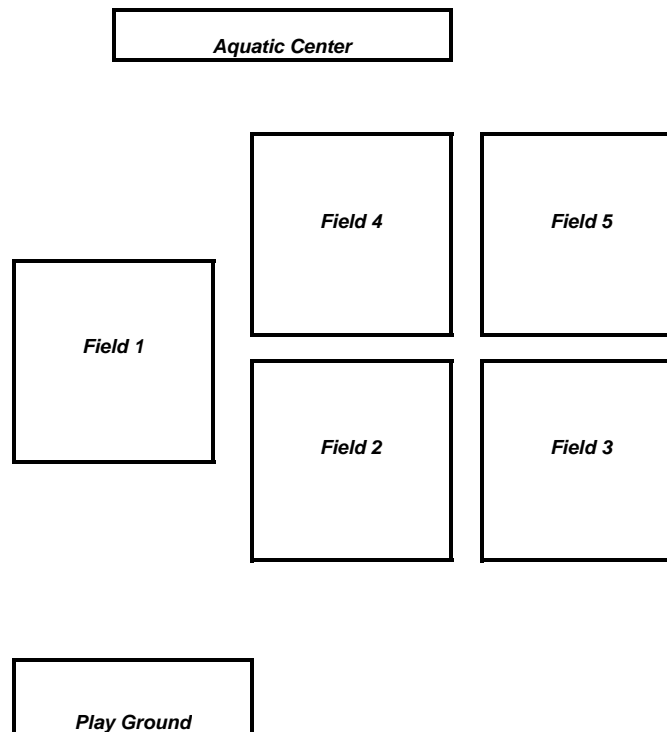 Aquatic Center
Field 4
Field 5
Field 1
Field 2
Field 3
Play Ground